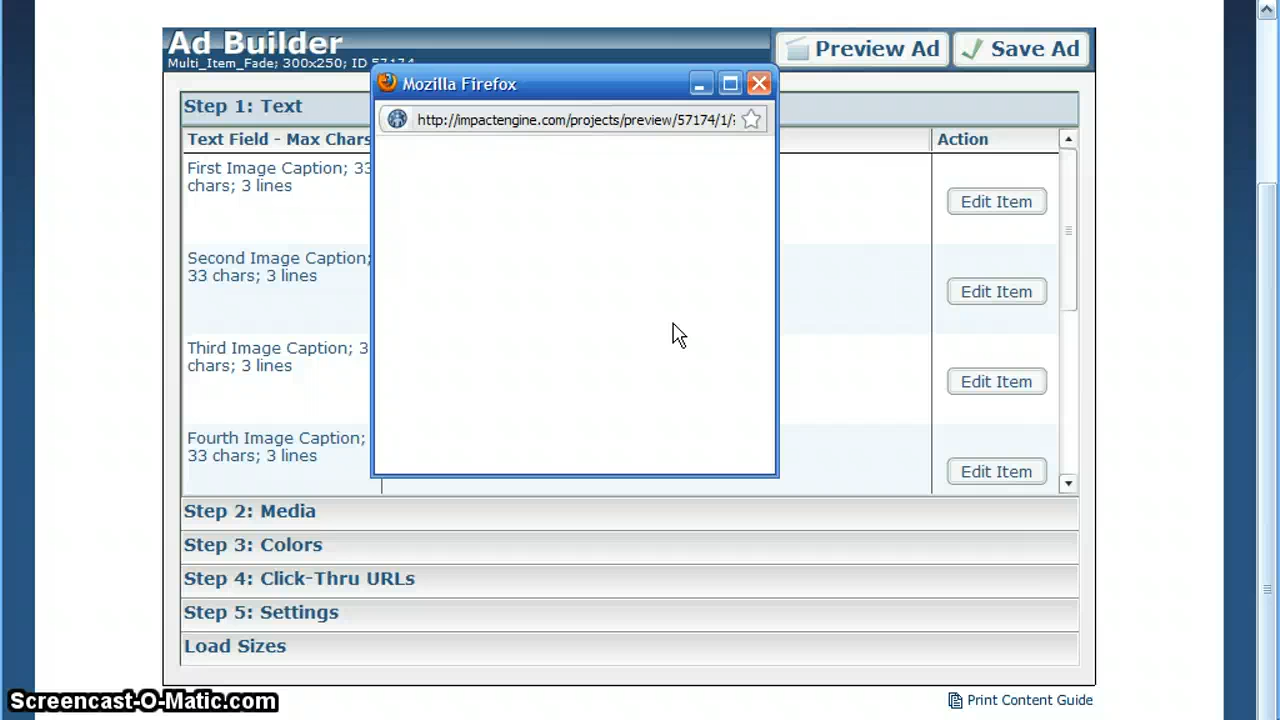 Ad Builder
Multi_Item_Fade; 300x250; ID 57174
Preview Ad
Save Ad
Mozilla Firefox
http://impactengine.com/projects/preview/57174/1/
Step 1: Text
Text Field - Max Chars
Action
First Image Caption; 33
chars; 3 lines
Edit Item
Second Image Caption;
33 chars; 3 lines
Edit Item
Third Image Caption; 3
chars; 3 lines
Edit Item
Fourth Image Caption;
33 chars; 3 lines
Edit Item
Step 2: Media
Step 3: Colors
Step 4: Click-Thru URLs
Step 5: Settings
Load Sizes
Screencast-O-Matic.com
Print Content Guide